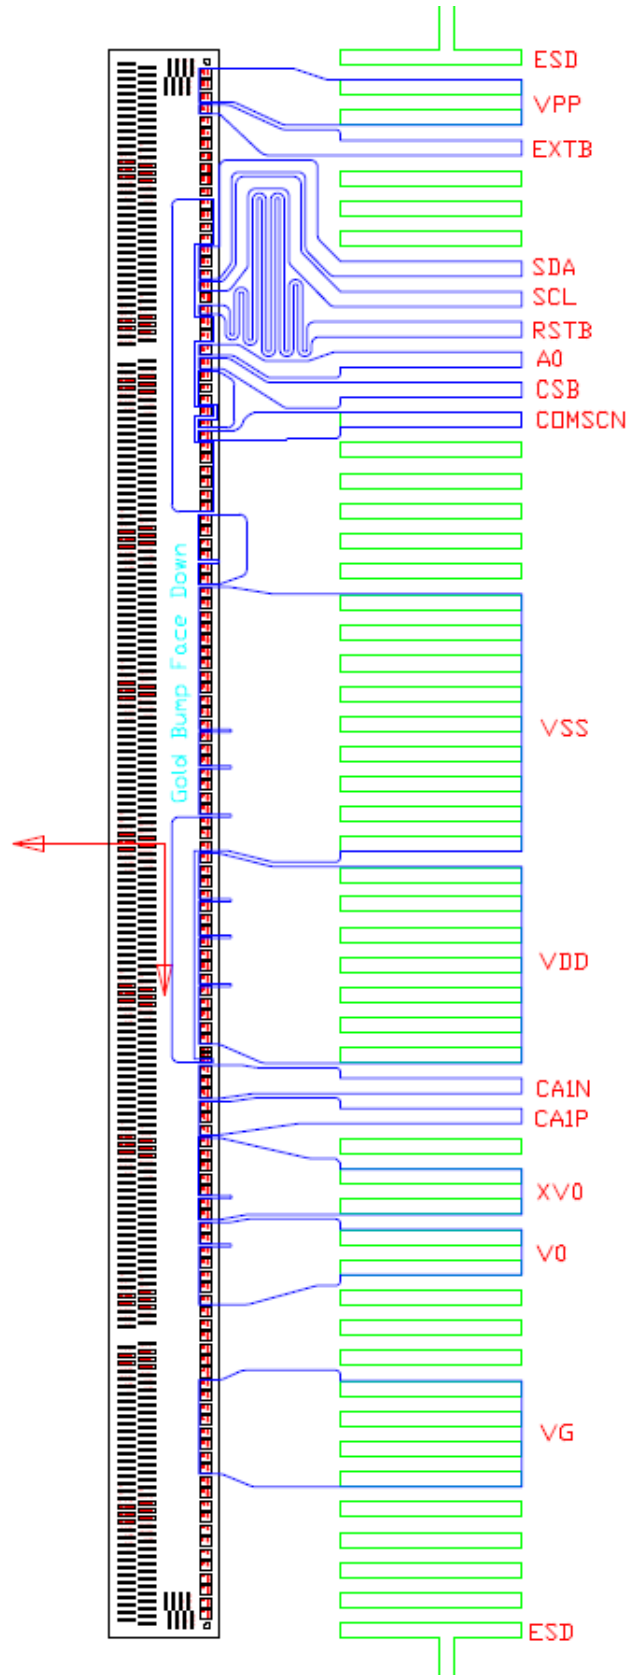 ESD
VPP
EXTB
SDA
SCL
RSTB
A0
CSB
COMSCN
Gold Bump Face Down
VSS
VDD
CA1N
CA1P
XV0
V0
VG
ESD